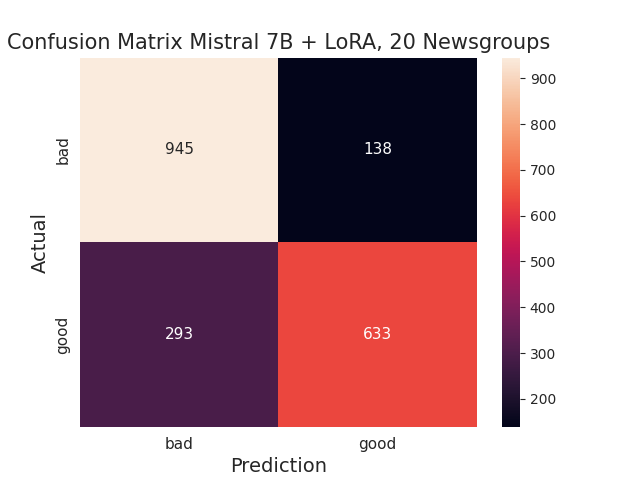 Confusion Matrix Mistral 7B + LoRA, 20 Newsgroups
900
800
700
600
500
400
300
200
Actual
bad
good
945
138
293
633
bad
good
Prediction